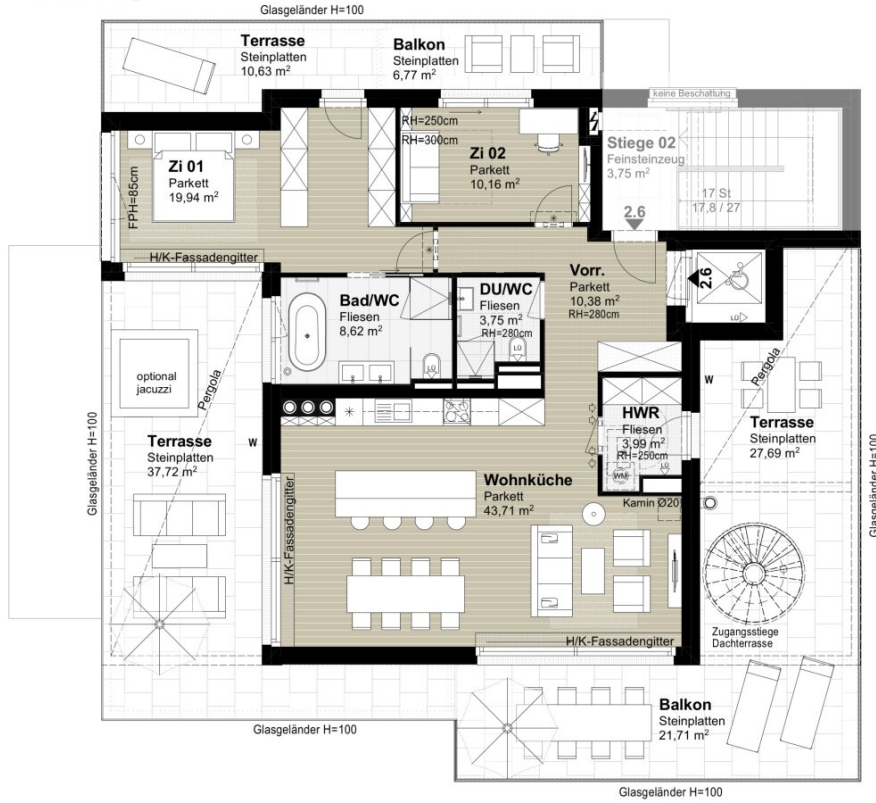 Glasgeländer H=100
Terrasse
Steinplatten
10,63 m²
Balkon
Steinplatten
6,77 m²
keine Beschattung
RH=250cm
RH=300cm
Zi 01
Parkett
19,94 m²
FPH=85cm
H/K-Fassadengitter
Zi 02
Parkett
10,16 m²
Stiege 02
Feinsteinzeug
3,75 m²
17 St
17,8 / 27
2.6
2.6
Vorr.
Parkett
10,38 m²
RH=280cm
LÜ
Bad/WC
Fliesen
8,62 m²
LÜ
DU/WC
Fliesen
3,75 m²
RH=280cm
LÜ
optional
jacuzzi
Pergola
Terrasse
Steinplatten
37,72 m²
W
Glasgeländer H=100
HWR
Fliesen
3,99 m²
RH=250cm
LÜ
WM
Kamin Ø20
W
Pergola
Terrasse
Steinplatten
27,69 m²
Glasgeländer H=100
Wohnküche
Parkett
43,71 m²
H/K-Fassadengitter
H/K-Fassadengitter
Zugangsstiege
Dachterrasse
Balkon
Steinplatten
21,71 m²
Glasgeländer H=100
Glasgeländer H=100